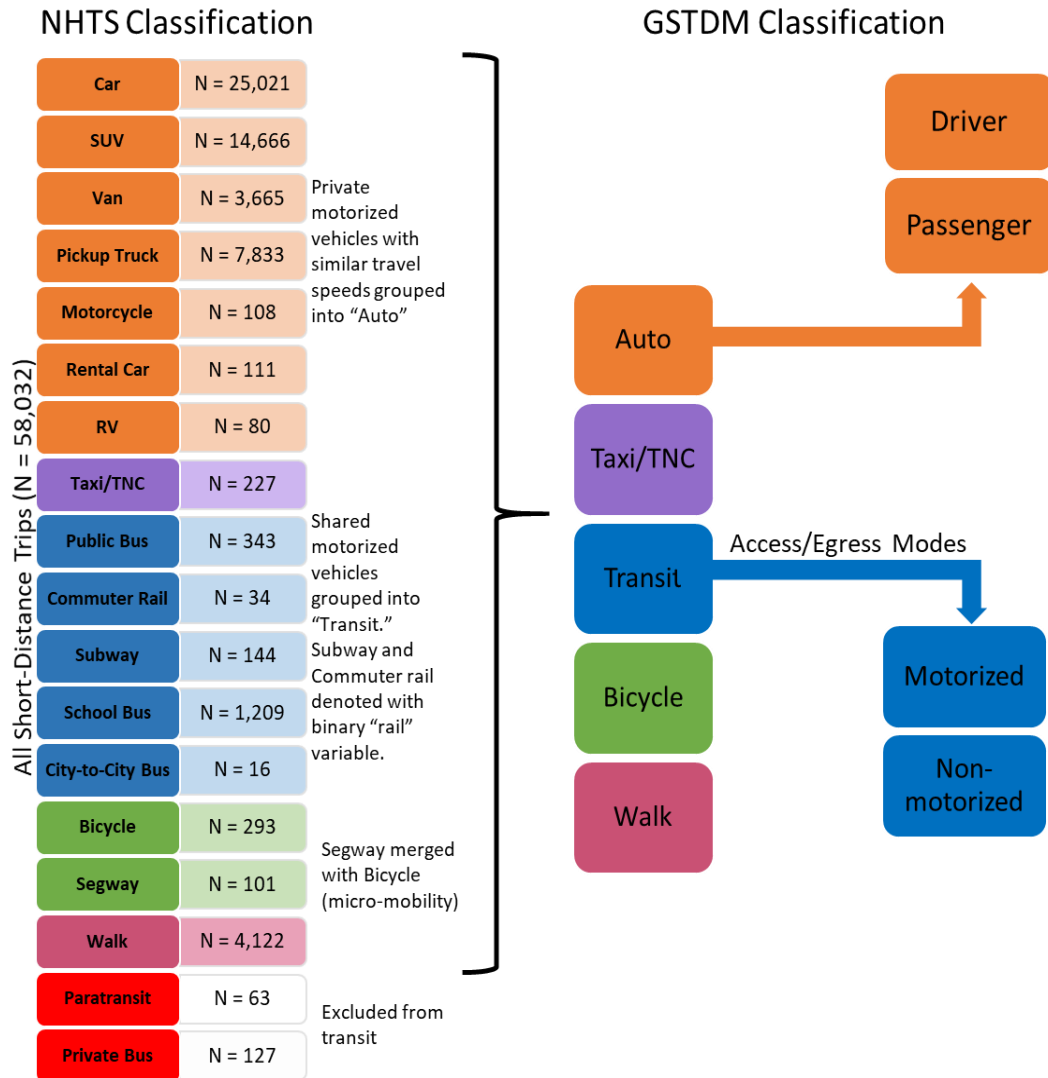 NHTS Classification
GSTDM Classification
All Short-Distance Trips (N = 58,032)
Car
N = 25,021
SUV
N = 14,666
Van
N = 3,665
Pickup Truck
N = 7,833
Motorcycle
N = 108
Rental Car
N = 111
RV
N = 80
Taxi/TNC
N = 227
Public Bus
N = 343
Commuter Rail
N = 34
Subway
N = 144
School Bus
N = 1,209
City-to-City Bus
N = 16
Bicycle
N = 293
Segway
N = 101
Walk
N = 4,122
Paratransit
N = 63
Private Bus
N = 127
Private
motorized
vehicles with
similar travel
speeds grouped
into “Auto”
Shared
motorized
vehicles
grouped into
“Transit.”
Subway and
Commuter rail
denoted with
binary “rail”
variable.
Segway merged
with Bicycle
(micro-mobility)
Excluded from
transit
Driver
Passenger
Auto
Taxi/TNC
Transit
Access/Egress Modes
Bicycle
Motorized
Walk
Non-
motorized